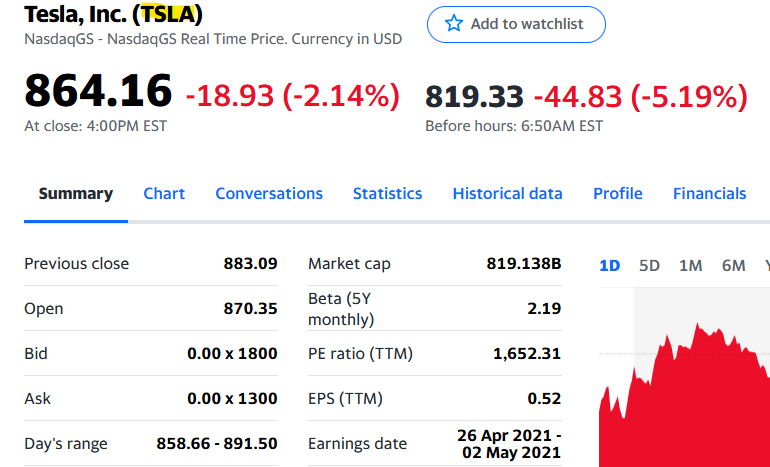 Tesla, Inc. (TSLA)
Add to watchlist
NasdaqGS - NasdaqGS Real Time Price. Currency in USD
864.16 -18.93 (-2.14%)
At close: 4:00PM EST
819.33 -44.83 (-5.19%)
Before hours: 6:50AM EST
Summary Chart Conversations Statistics Historical data Profile Financials
Previous close 883.09
Open 870.35
Bid 0.00 x 1800
Ask 0.00 x 1300
Day's range 858.66 - 891.50
Market cap 819.138B
Beta (5Y
monthly) 2.19
PE ratio (TTM) 1,652.31
EPS (TTM) 0.52
Earnings date 26 Apr 2021 -
02 May 2021
1D 5D 1M 6M